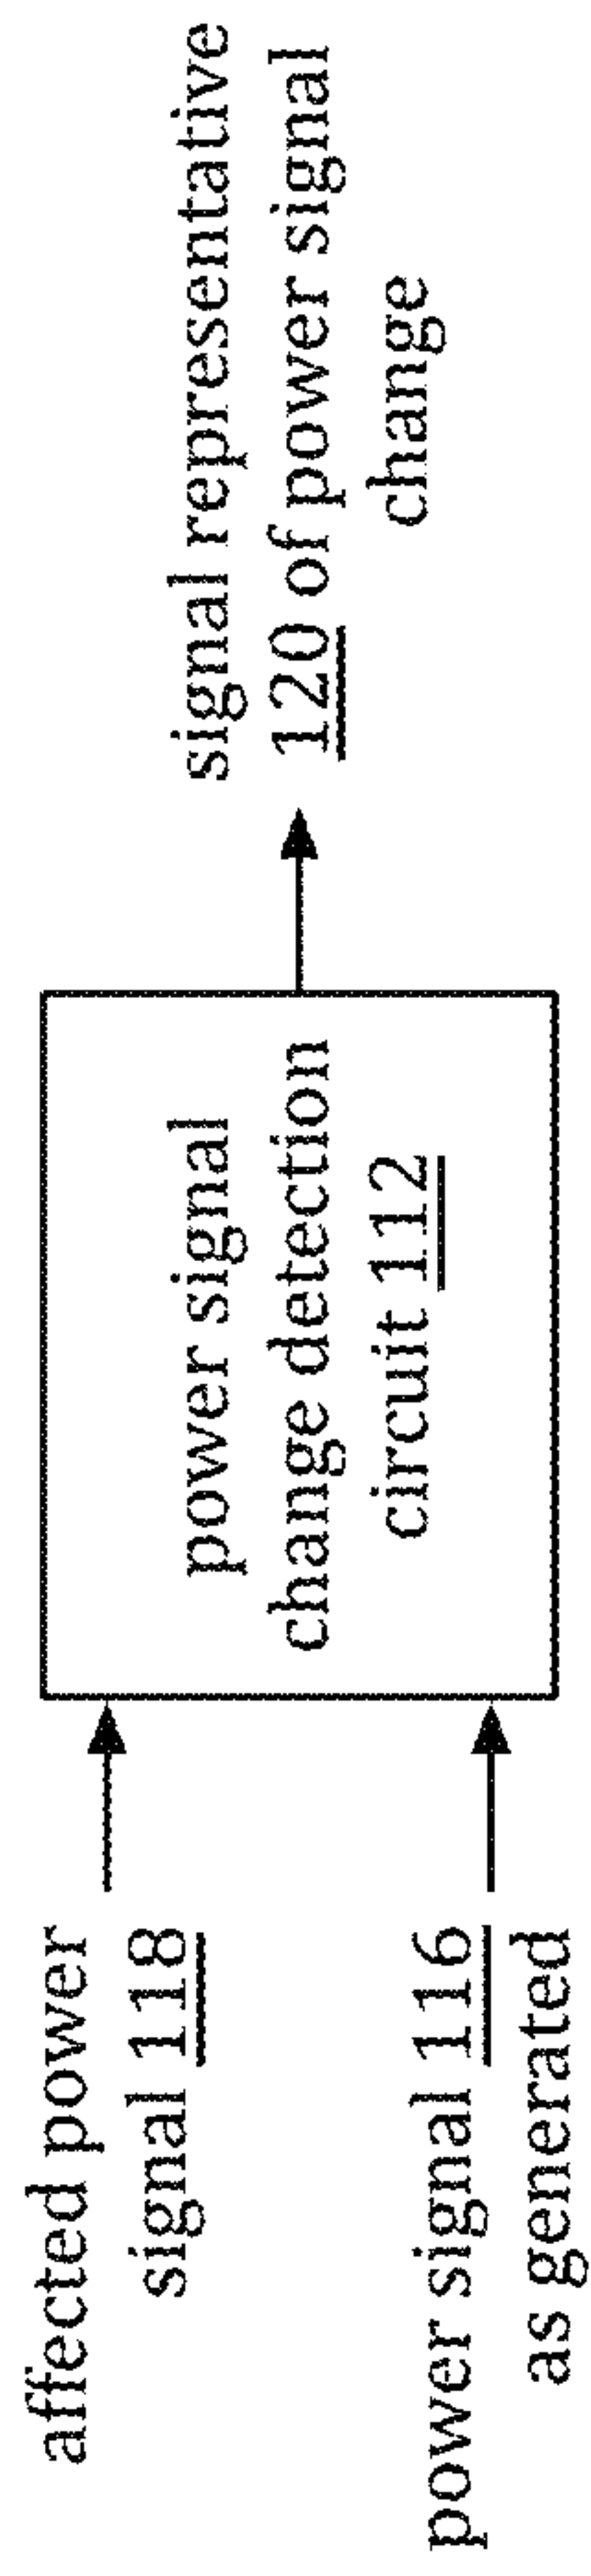 affected power
signal 118
power signal 116
as generated
power signal
change detection
circuit 112
signal representative
120 of power signal
change